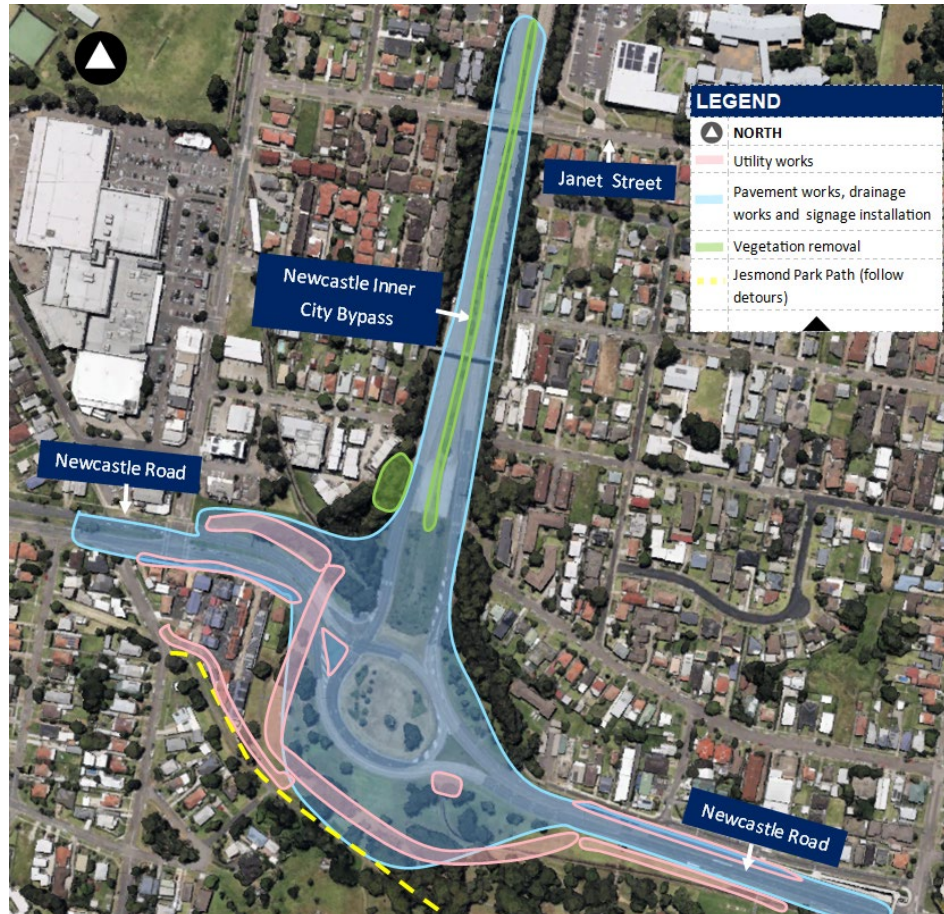 LEGEND
NORTH
Utility works
Pavement works, drainage
works and signage installation
Vegetation removal
Jesmond Park Path (follow
detours)
Janet Street
Newcastle Inner
City Bypass
Newcastle Road
Newcastle Road